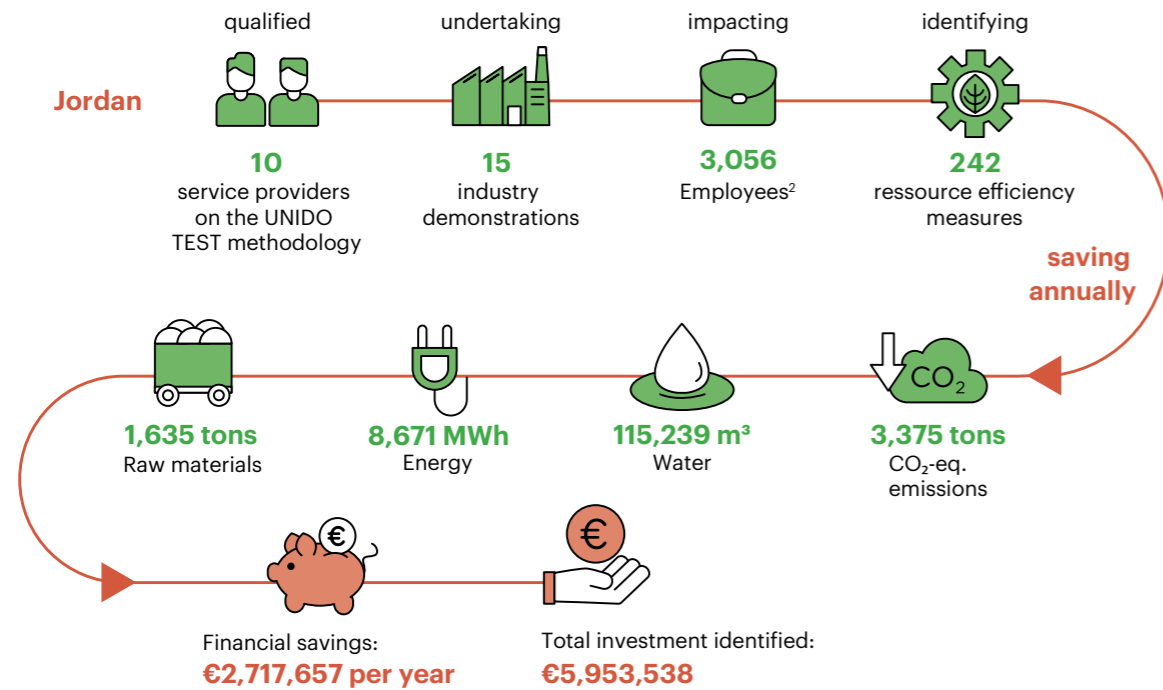 qualified
undertaking
impacting
identifying
Jordan
10
service providers
on the UNIDO
TEST methodology
15
industry
demonstrations
3,056
Employees²
242
ressource efficiency
measures
saving
annually
CO₂
1,635 tons
Raw materials
8,671 MWh
Energy
115,239 m³
Water
3,375 tons
CO₂-eq.
emissions
€
€
Financial savings:
€2,717,657 per year
Total investment identified:
€5,953,538